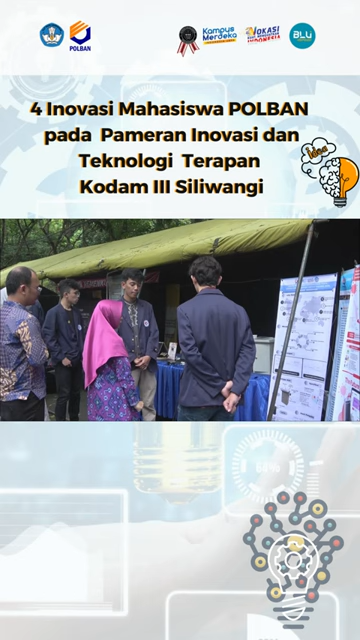 POLBAN
Kampus
Merdeka
VOKASI
INDONESIA
BLU
4 Inovasi Mahasiswa POLBAN
pada Pameran Inovasi dan
Teknologi Terapan
Kodam III Siliwangi
Idea
88%